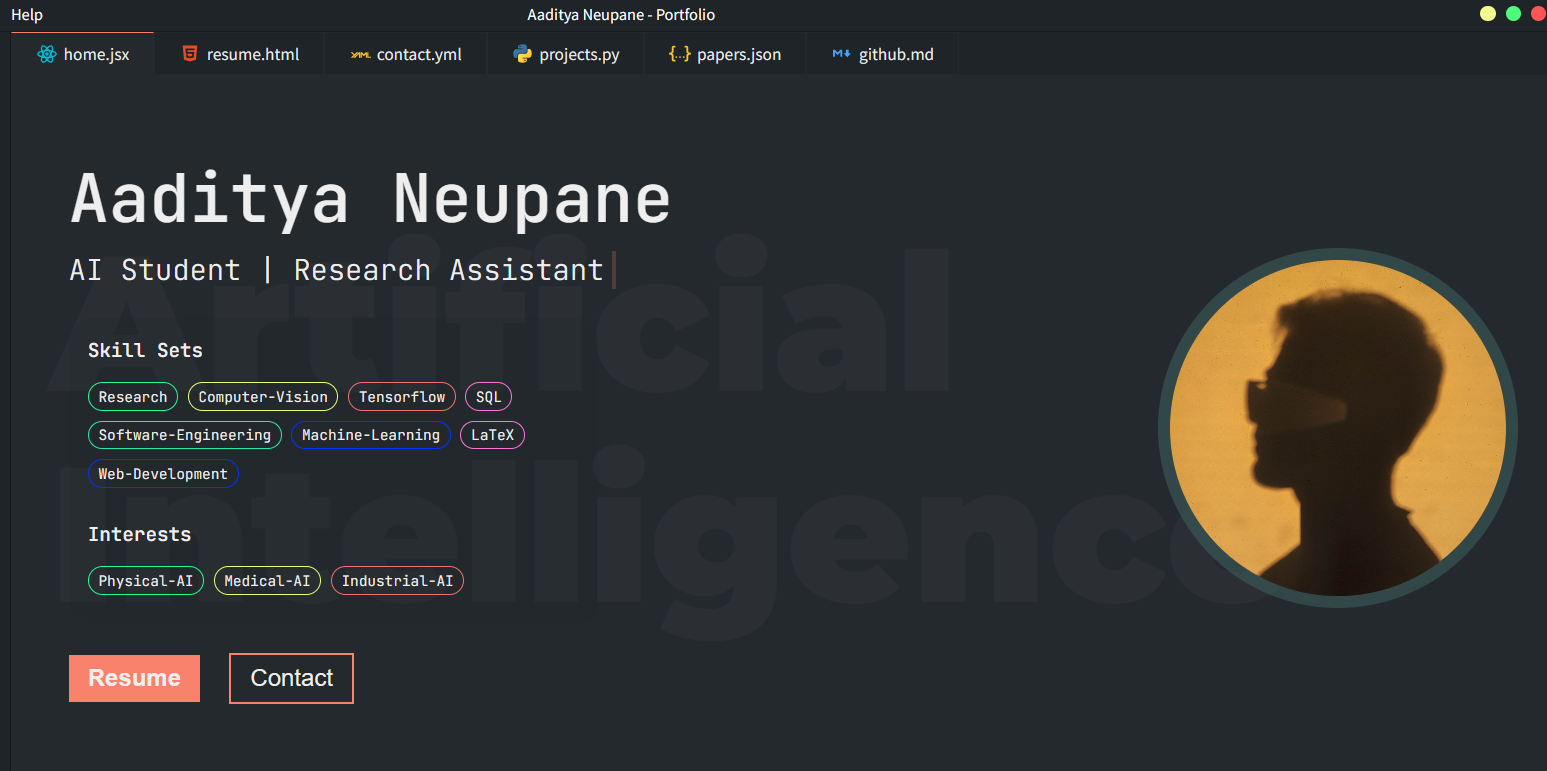 Help
Aaditya Neupane - Portfolio
home.jsx
resume.html
YAML contact.yml
projects.py
{..} papers.json
M github.md
Aaditya Neupane
AI Student | Research Assistant
Artificial
Intelligence
Skill Sets
Research Computer-Vision Tensorflow SQL
Software-Engineering Machine-Learning LaTeX
Web-Development
Interests
Physical-AI Medical-AI Industrial-AI
Resume Contact